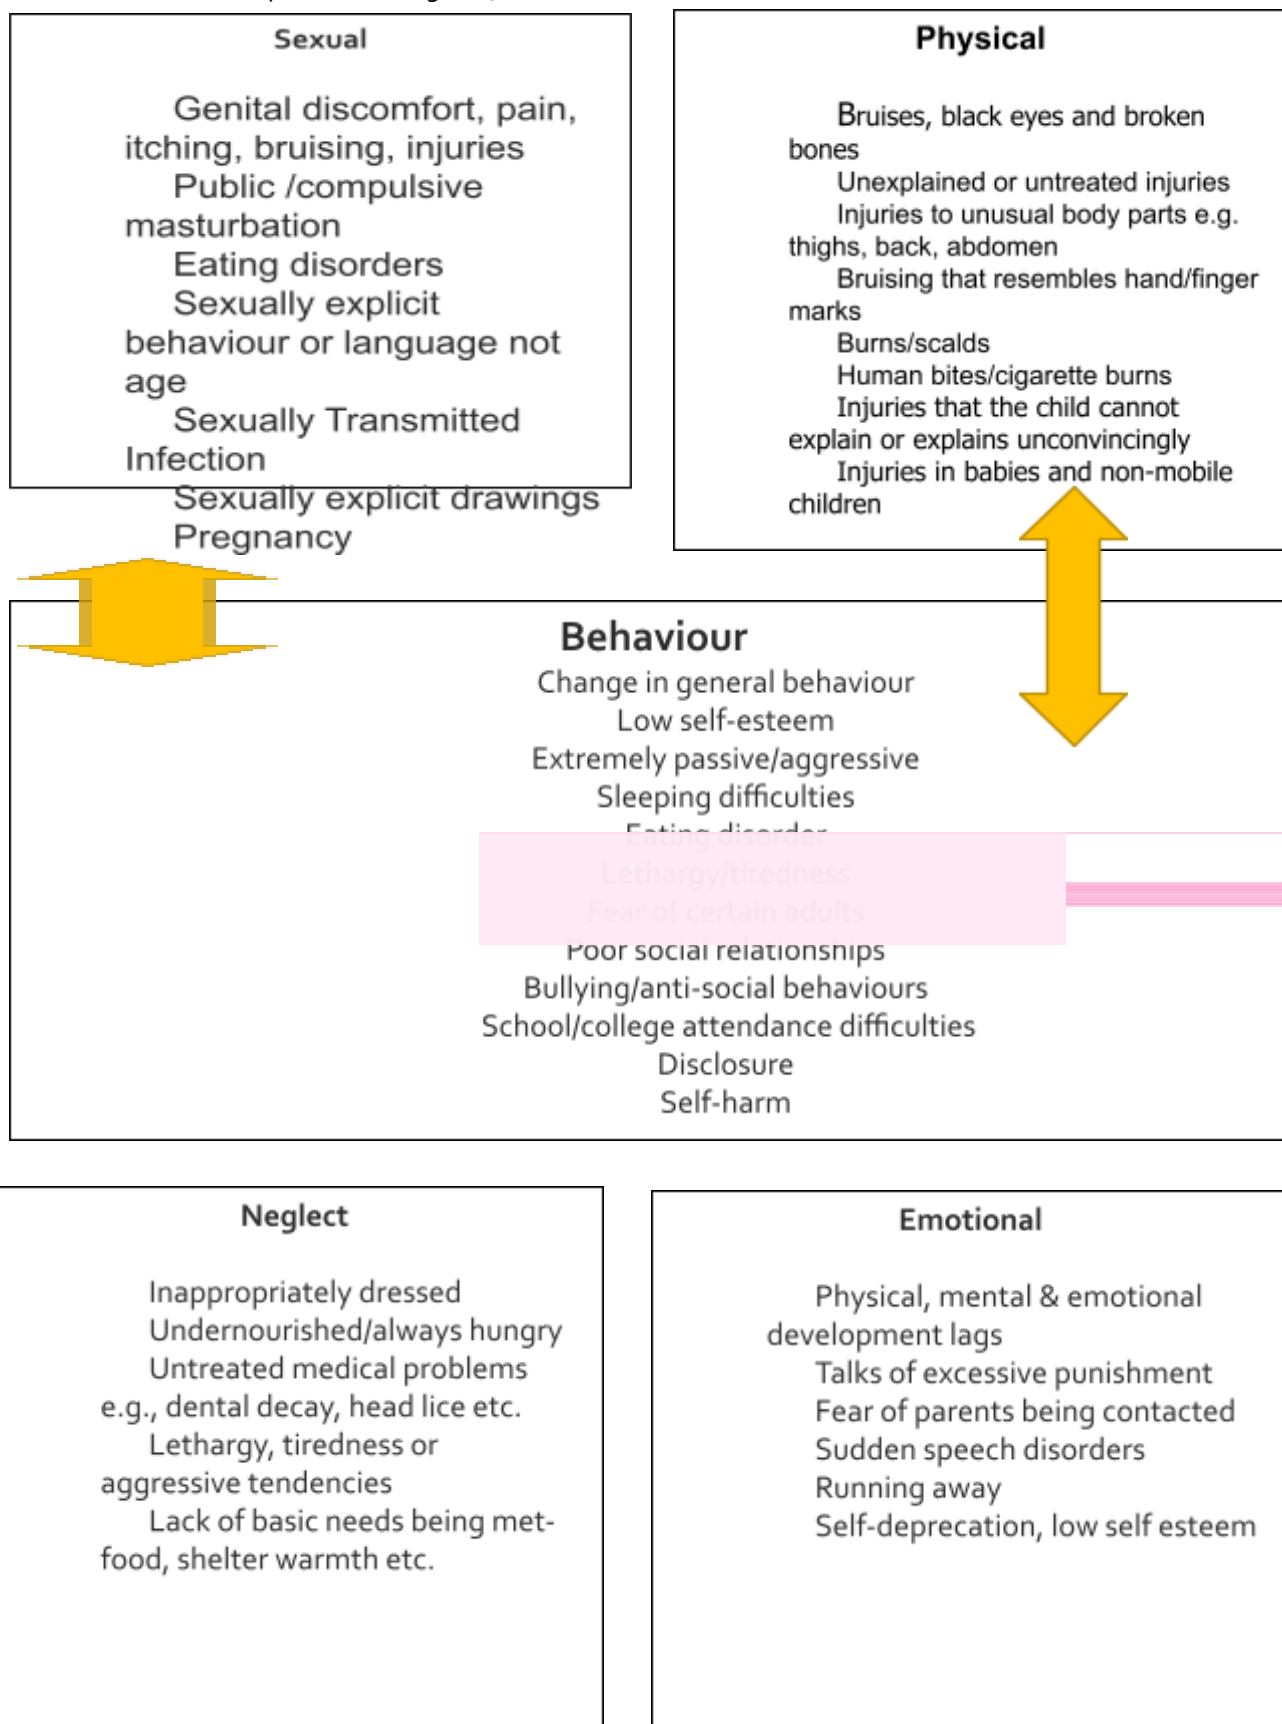 Sexual
Genital discomfort, pain,
itching, bruising, injuries
Public /compulsive
masturbation
Eating disorders
Sexually explicit
behaviour or language not
age
Sexually Transmitted
Infection
Sexually explicit drawings
Pregnancy
Physical
Bruises, black eyes and broken
bones
Unexplained or untreated injuries
Injuries to unusual body parts e.g.
thighs, back, abdomen
Bruising that resembles hand/finger
marks
Burns/scalds
Human bites/cigarette burns
Injuries that the child cannot
explain or explains unconvincingly
Injuries in babies and non-mobile
children
Behaviour
Change in general behaviour
Low self-esteem
Extremely passive/aggressive
Sleeping difficulties
Eating disorder
Lethargy/tiredness
Fear of certain adults
Poor social relationships
Bullying/anti-social behaviours
School/college attendance difficulties
Disclosure
Self-harm
Neglect
Inappropriately dressed
Undernourished/always hungry
Untreated medical problems
e.g., dental decay, head lice etc.
Lethargy, tiredness or
aggressive tendencies
Lack of basic needs being met-
food, shelter warmth etc.
Emotional
Physical, mental & emotional
development lags
Talks of excessive punishment
Fear of parents being contacted
Sudden speech disorders
Running away
Self-deprecation, low self esteem